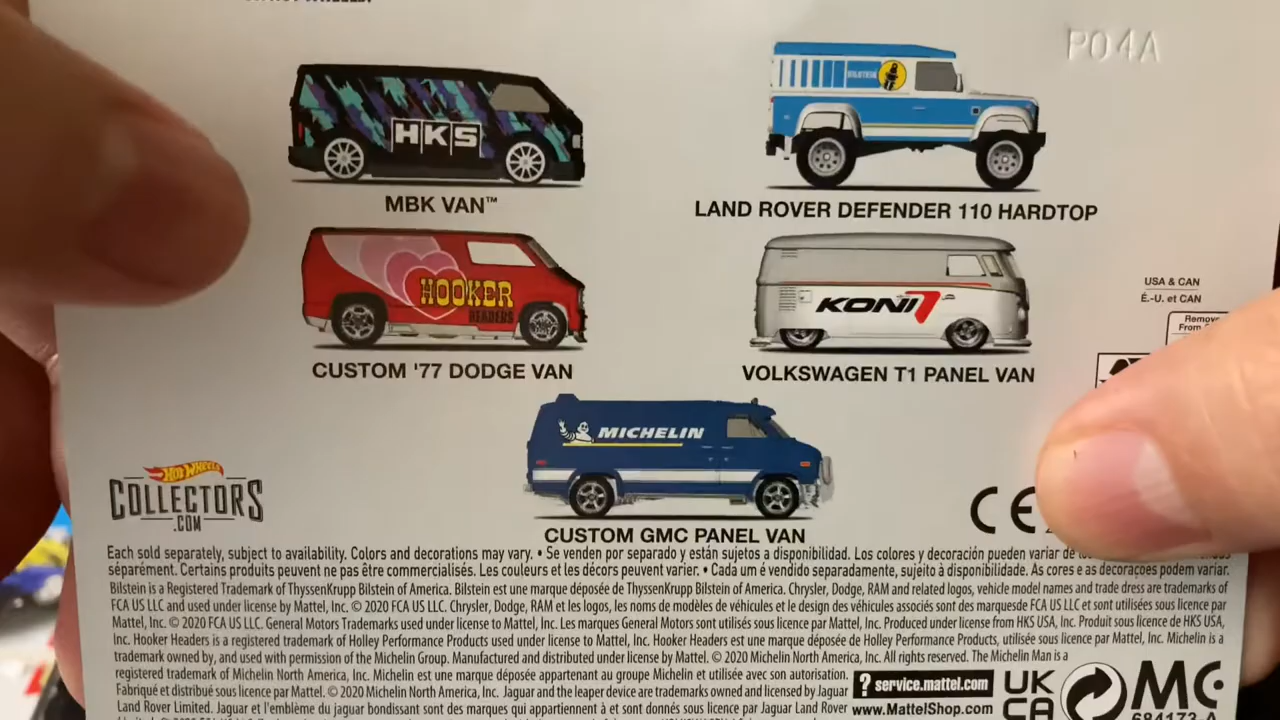 P04A
HKS
BILSTEIN
MBK VAN™
LAND ROVER DEFENDER 110 HARDTOP
HOOKER
HEADERS
KONI
USA & CAN
É.-U. et CAN
Remove
From
CUSTOM '77 DODGE VAN
VOLKSWAGEN T1 PANEL VAN
MICHELIN
HOT WHEELS
COLLECTORS
.COM
CE
CUSTOM GMC PANEL VAN
Each sold separately, subject to availability. Colors and decorations may vary. • Se venden por separado y están sujetos a disponibilidad. Los colores y decoración pueden variar de
séparément. Certains produits peuvent ne pas être commercialisés. Les couleurs et les décors peuvent varier. • Cada um é vendido separadamente, sujeito à disponibilidade. As cores e as decorações podem variar.
Bilstein is a Registered Trademark of ThyssenKrupp Bilstein of America. Bilstein est une marque déposée de ThyssenKrupp Bilstein of America. Chrysler, Dodge, RAM and related logos, vehicle model names and trade dress are trademarks of
FCA US LLC and used under license by Mattel, Inc. © 2020 FCA US LLC. Chrysler, Dodge, RAM et les logos, les noms de modèles de véhicules et le design des véhicules associés sont des marquesde FCA US LLC et sont utilisées sous licence par
Mattel, Inc. © 2020 FCA US LLC. General Motors Trademarks used under license to Mattel, Inc. Les marques General Motors sont utilisés sous licence par Mattel, Inc. Produced under license from HKS USA, Inc. Produit sous licence de HKS USA,
Inc. Hooker Headers is a registered trademark of Holley Performance Products used under license to Mattel, Inc. Hooker Headers est une marque déposée de Holley Performance Products, utilisée sous licence par Mattel, Inc. Michelin is a
trademark owned by, and used with permission of the Michelin Group. Manufactured and distributed under license by Mattel. © 2020 Michelin North America, Inc. All rights reserved. The Michelin Man is a
registered trademark of Michelin North America, Inc. Michelin est une marque déposée appartenant au groupe Michelin et utilisée avec son autorisation.
Fabriqué et distribué sous licence par Mattel. © 2020 Michelin North America, Inc. Jaguar and the leaper device are trademarks owned and licensed by Jaguar
Land Rover Limited. Jaguar et l'emblème du jaguar bondissant sont des marques qui appartiennent à et sont donnés sous licence par Jaguar Land Rover
? service.mattel.com
www.MattelShop.com
UK
CA
MC